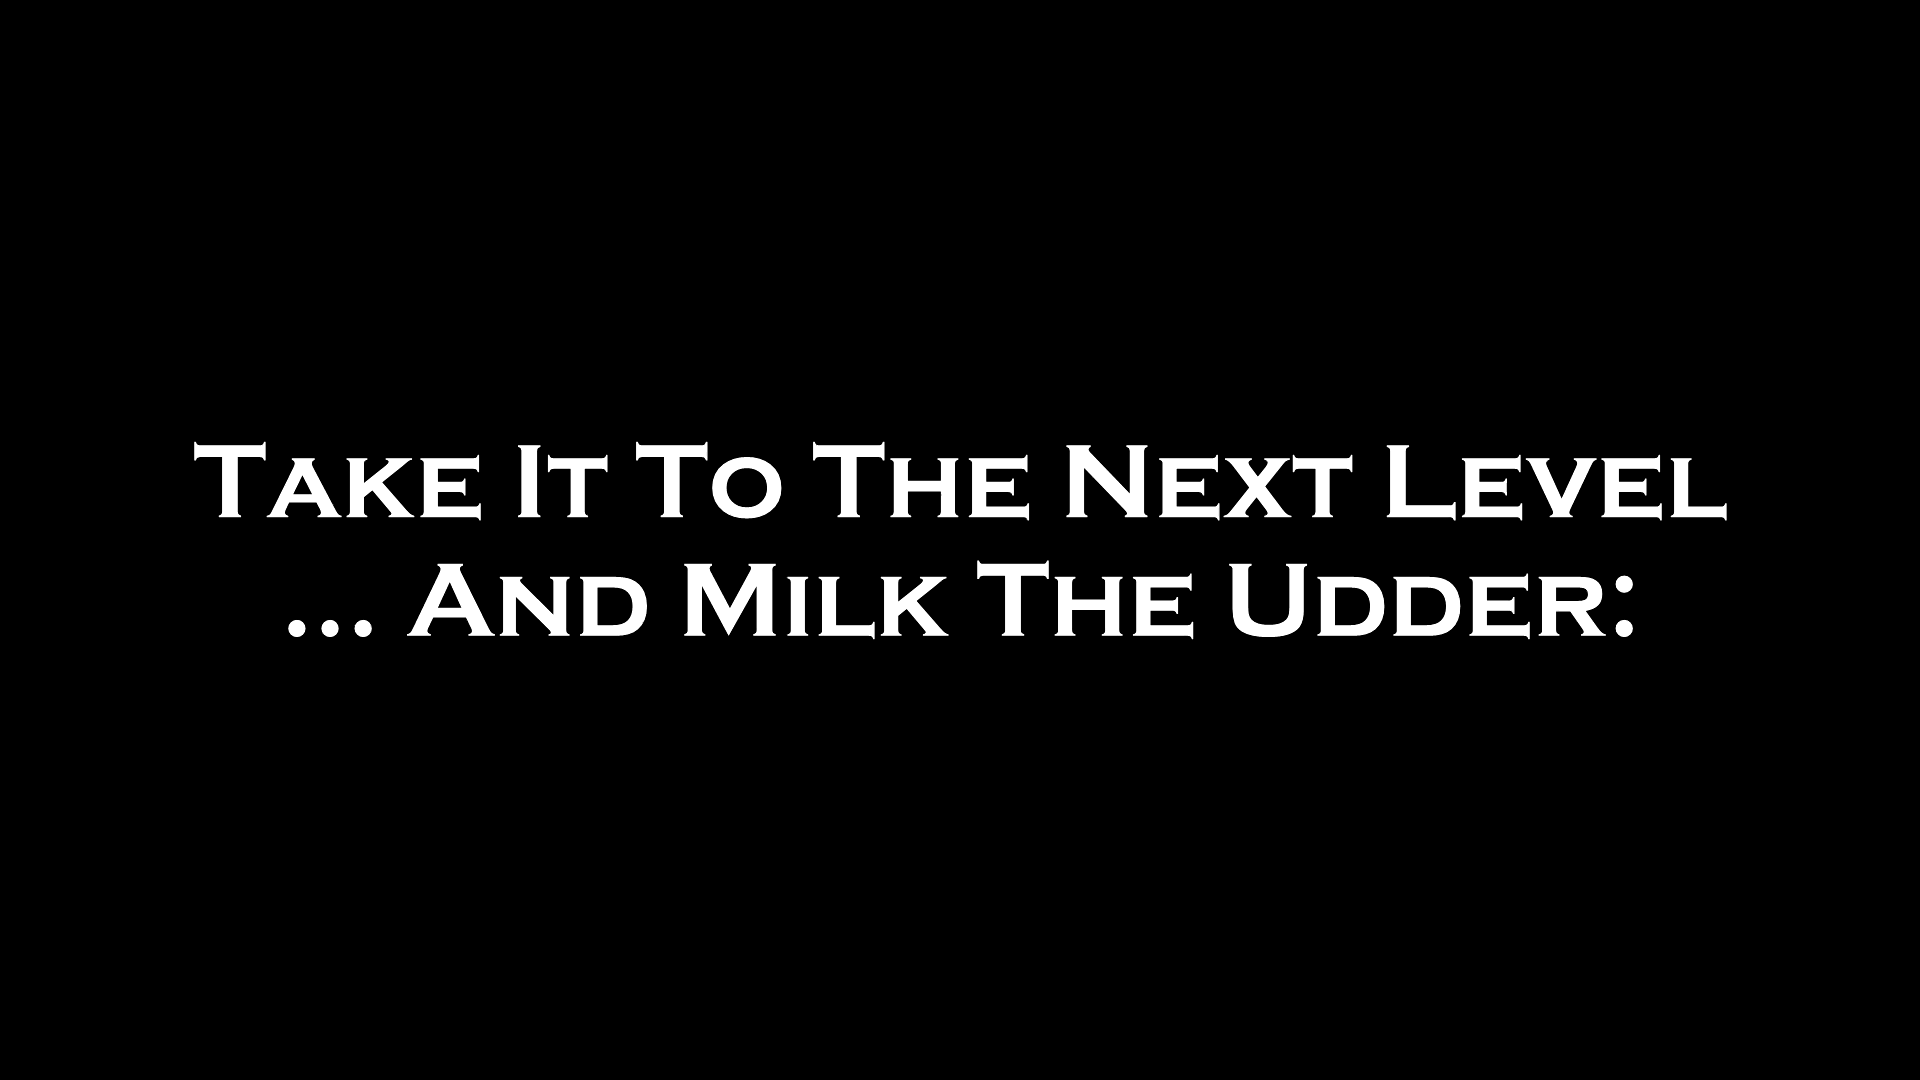 Take It To The Next Level
... And Milk The Udder: